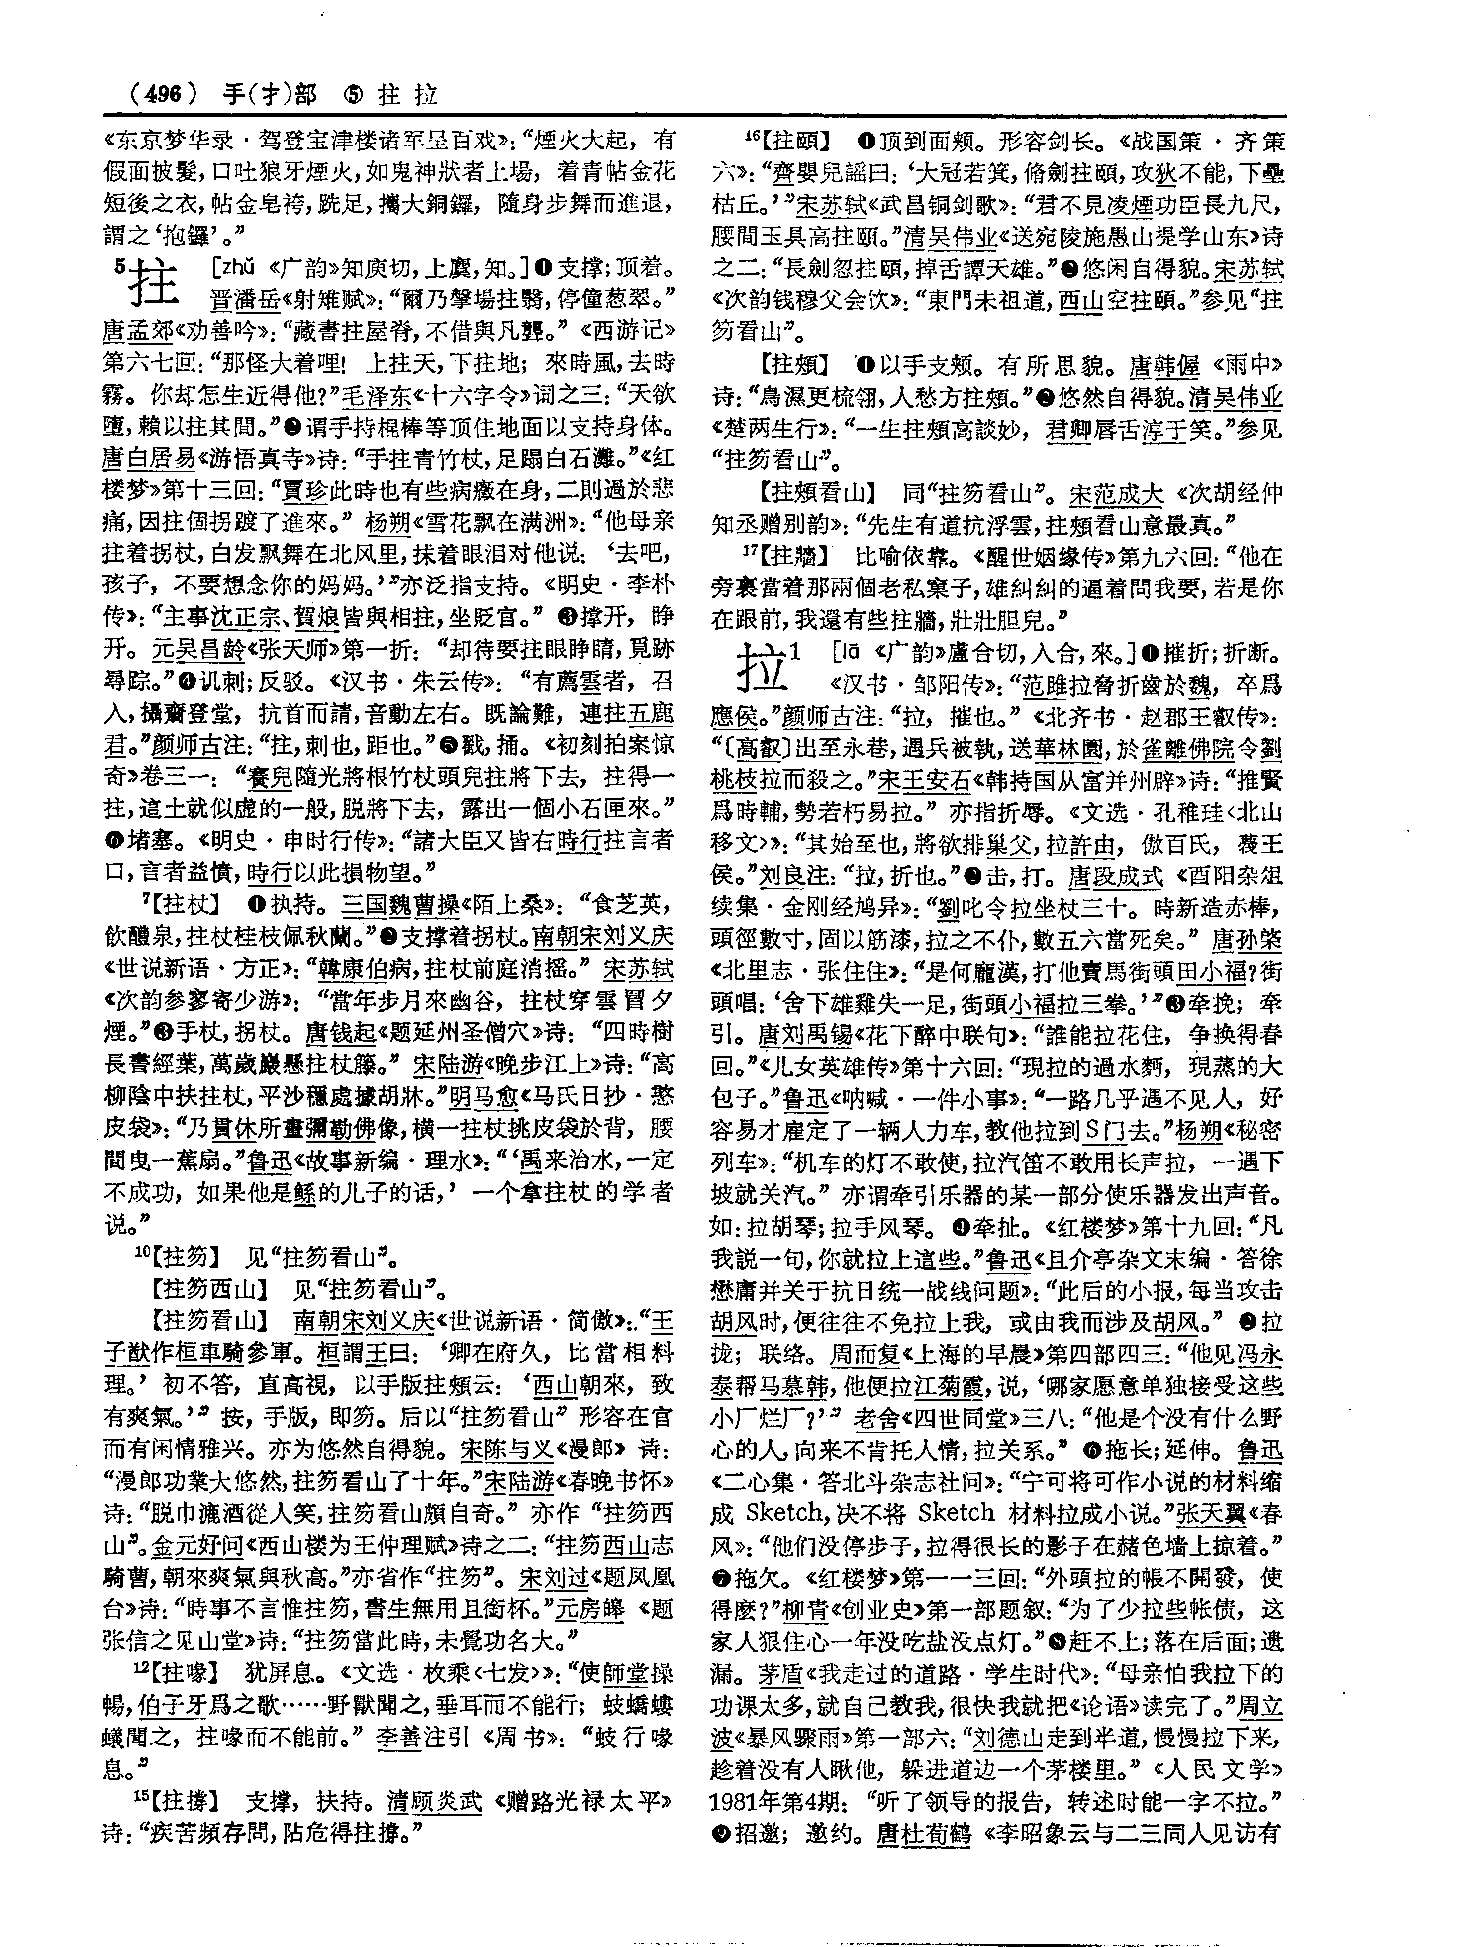 （496） 手(扌)部 ⑤ 拄 拉
《东京梦华录·驾登宝津楼诸军呈百戏》：“煙火大起，有
假面披髮，口吐狼牙煙火，如鬼神狀者上場，着青帖金花
短後之衣，帖金皂袴，跣足，攜大銅鑼，隨身步舞而進退，
謂之‘抱鑼’。”
⁵拄 [zhǔ 《广韵》知庾切，上麌，知。]❶支撑；顶着。
晋潘岳《射雉赋》：“爾乃搫場拄翳，停僮葱翠。”
唐孟郊《劝善吟》：“藏書拄屋脊，不借與凡聾。”《西游记》
第六七回：“那怪大着哩！上拄天，下拄地；來時風，去時
霧。你却怎生近得他？”毛泽东《十六字令》词之三：“天欲
墮，賴以拄其間。”❷谓手持棍棒等顶住地面以支持身体。
唐白居易《游悟真寺》诗：“手拄青竹杖，足蹋白石灘。”《红
楼梦》第十三回：“賈珍此時也有些病癥在身，二則過於悲
痛，因拄個拐踱了進來。”杨朔《雪花飘在满洲》：“他母亲
拄着拐杖，白发飘舞在北风里，抹着眼泪对他说：‘去吧，
孩子，不要想念你的妈妈。’”亦泛指支持。《明史·李朴
传》：“主事沈正宗、賀烺皆與相拄，坐貶官。”❸撑开，睁
开。元吴昌龄《张天师》第一折：“却待要拄眼睁睛，覓跡
尋踪。”❹讥刺；反驳。《汉书·朱云传》：“有薦雲者，召
入，攝齌登堂，抗首而請，音動左右。既論難，連拄五鹿
君。”颜师古注：“拄，刺也，距也。”❺戳，捅。《初刻拍案惊
奇》卷三一：“賽兒隨光將根竹杖頭兒拄將下去，拄得一
拄，這土就似虚的一般，脱將下去，露出一個小石匣來。”
❻堵塞。《明史·申时行传》：“諸大臣又皆右時行拄言者
口，言者益憤，時行以此損物望。”
⁷【拄杖】 ❶执持。三国魏曹操《陌上桑》：“食芝英，
飲醴泉，拄杖桂枝佩秋蘭。”❷支撑着拐杖。南朝宋刘义庆
《世说新语·方正》：“韓康伯病，拄杖前庭消摇。”宋苏轼
《次韵参寥寄少游》：“當年步月來幽谷，拄杖穿雲冒夕
煙。”❸手杖，拐杖。唐钱起《题延州圣僧穴》诗：“四時樹
長書經葉，萬歲巖懸拄杖籐。”宋陆游《晚步江上》诗：“高
柳陰中扶拄杖，平沙穩處據胡牀。”明马愈《马氏日抄·憨
皮袋》：“乃貫休所畫彌勒佛像，横一拄杖挑皮袋於背，腰
間曳一蕉扇。”鲁迅《故事新编·理水》：“‘禹来治水，一定
不成功，如果他是鲧的儿子的话，’一个拿拄杖的学者
说。”
¹⁰【拄笏】 见“拄笏看山”。
【拄笏西山】 见“拄笏看山”。
【拄笏看山】 南朝宋刘义庆《世说新语·简傲》：“王
子猷作桓車騎參軍。桓謂王曰：‘卿在府久，比當相料
理。’初不答，直高視，以手版拄頰云：‘西山朝來，致
有爽氣。’”按，手版，即笏。后以“拄笏看山”形容在官
而有闲情雅兴。亦为悠然自得貌。宋陈与义《漫郎》诗：
“漫郎功業大悠然，拄笏看山了十年。”宋陆游《春晚书怀》
诗：“脱巾漉酒從人笑，拄笏看山頗自奇。”亦作“拄笏西
山”。金元好问《西山楼为王仲理赋》诗之二：“拄笏西山志
騎曹，朝來爽氣與秋高。”亦省作“拄笏”。宋刘过《题凤凰
台》诗：“時事不言惟拄笏，書生無用且銜杯。”元房皞《题
张信之见山堂》诗：“拄笏當此時，未覺功名大。”
¹²【拄喙】 犹屏息。《文选·枚乘〈七发〉》：“使師堂操
暢，伯子牙爲之歌……野獸聞之，垂耳而不能行；蚑蟜螻
蟻聞之，拄喙而不能前。”李善注引《周书》：“蚑行喙
息。”
¹⁵【拄撐】 支撑，扶持。清顾炎武《赠路光禄太平》
诗：“疾苦頻存問，阽危得拄撐。”
¹⁶【拄頤】 ❶顶到面颊。形容剑长。《战国策·齐策
六》：“齊嬰兒謡曰：‘大冠若箕，脩劍拄頤，攻狄不能，下壘
枯丘。’”宋苏轼《武昌铜剑歌》：“君不見凌煙功臣長九尺，
腰間玉具高拄頤。”清吴伟业《送宛陵施愚山提学山东》诗
之二：“長劍忽拄頤，掉舌譚天雄。”❷悠闲自得貌。宋苏轼
《次韵钱穆父会饮》：“東門未祖道，西山空拄頤。”参见“拄
笏看山”。
【拄頰】 ❶以手支颊。有所思貌。唐韩偓《雨中》
诗：“鳥濕更梳翎，人愁方拄頰。”❷悠然自得貌。清吴伟业
《楚两生行》：“一生拄頰高談妙，君卿唇舌淳于笑。”参见
“拄笏看山”。
【拄頰看山】 同“拄笏看山”。宋范成大《次胡经仲
知丞赠别韵》：“先生有道抗浮雲，拄頰看山意最真。”
¹⁷【拄牆】 比喻依靠。《醒世姻缘传》第九六回：“他在
旁裏當着那兩個老私窠子，雄糾糾的逼着問我要，若是你
在跟前，我還有些拄牆，壯壯胆兒。”
拉¹ [lā 《广韵》盧合切，入合，來。]❶摧折；折断。
《汉书·邹阳传》：“范雎拉脅折齒於魏，卒爲
應侯。”颜师古注：“拉，摧也。”《北齐书·赵郡王叡传》：
“〔高叡〕出至永巷，遇兵被執，送華林園，於雀離佛院令劉
桃枝拉而殺之。”宋王安石《韩持国从富并州辟》诗：“推賢
爲時輔，勢若朽易拉。”亦指折辱。《文选·孔稚珪〈北山
移文〉》：“其始至也，將欲排巢父，拉許由，傲百氏，蔑王
侯。”刘良注：“拉，折也。”❷击，打。唐段成式《酉阳杂俎
续集·金刚经鸠异》：“劉叱令拉坐杖三十。時新造赤棒，
頭徑數寸，固以筋漆，拉之不仆，數五六當死矣。”唐孙棨
《北里志·张住住》：“是何龐漢，打他賣馬街頭田小福？街
頭唱：‘舍下雄雞失一足，街頭小福拉三拳。’”❸牵挽；牵
引。唐刘禹锡《花下醉中联句》：“誰能拉花住，争换得春
回。”《儿女英雄传》第十六回：“現拉的過水麪，現蒸的大
包子。”鲁迅《呐喊·一件小事》：“一路几乎遇不见人，好
容易才雇定了一辆人力车，教他拉到S门去。”杨朔《秘密
列车》：“机车的灯不敢使，拉汽笛不敢用长声拉，一遇下
坡就关汽。”亦谓牵引乐器的某一部分使乐器发出声音。
如：拉胡琴；拉手风琴。❹牵扯。《红楼梦》第十九回：“凡
我説一句，你就拉上這些。”鲁迅《且介亭杂文末编·答徐
懋庸并关于抗日统一战线问题》：“此后的小报，每当攻击
胡风时，便往往不免拉上我，或由我而涉及胡风。”❺拉
拢；联络。周而复《上海的早晨》第四部四三：“他见冯永
泰帮马慕韩，他便拉江菊霞，说，‘哪家愿意单独接受这些
小厂烂厂？’”老舍《四世同堂》三八：“他是个没有什么野
心的人，向来不肯托人情，拉关系。”❻拖长；延伸。鲁迅
《二心集·答北斗杂志社问》：“宁可将可作小说的材料缩
成 Sketch，决不将 Sketch 材料拉成小说。”张天翼《春
风》：“他们没停步子，拉得很长的影子在赭色墙上掠着。”
❼拖欠。《红楼梦》第一一三回：“外頭拉的帳不開發，使
得麽？”柳青《创业史》第一部题叙：“为了少拉些帐债，这
家人狠住心一年没吃盐没点灯。”❽赶不上；落在后面；遗
漏。茅盾《我走过的道路·学生时代》：“母亲怕我拉下的
功课太多，就自己教我，很快我就把《论语》读完了。”周立
波《暴风骤雨》第一部六：“刘德山走到半道，慢慢拉下来，
趁着没有人瞅他，躲进道边一个茅楼里。”《人民文学》
1981年第4期：“听了领导的报告，转述时能一字不拉。”
❾招邀；邀约。唐杜荀鹤《李昭象云与二三同人见访有